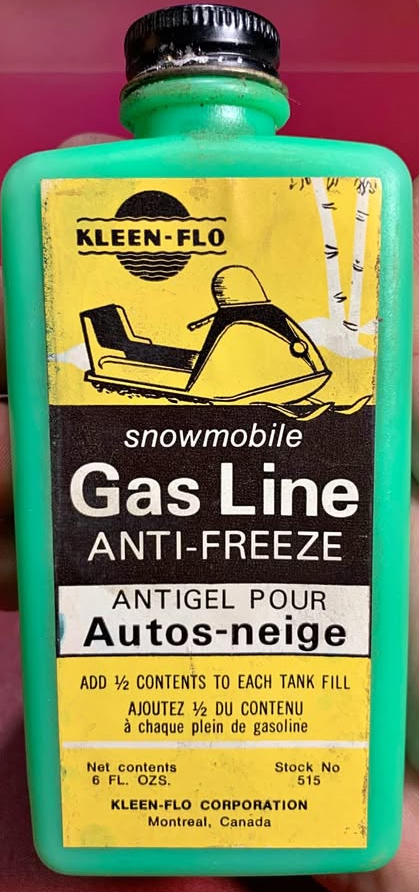 KLEEN-FLO
snowmobile
Gas Line
ANTI-FREEZE
ANTIGEL POUR
Autos-neige
ADD ½ CONTENTS TO EACH TANK FILL
AJOUTEZ ½ DU CONTENU
à chaque plein de gasoline
Net contents
6 FL. OZS.
Stock No
515
KLEEN-FLO CORPORATION
Montreal, Canada